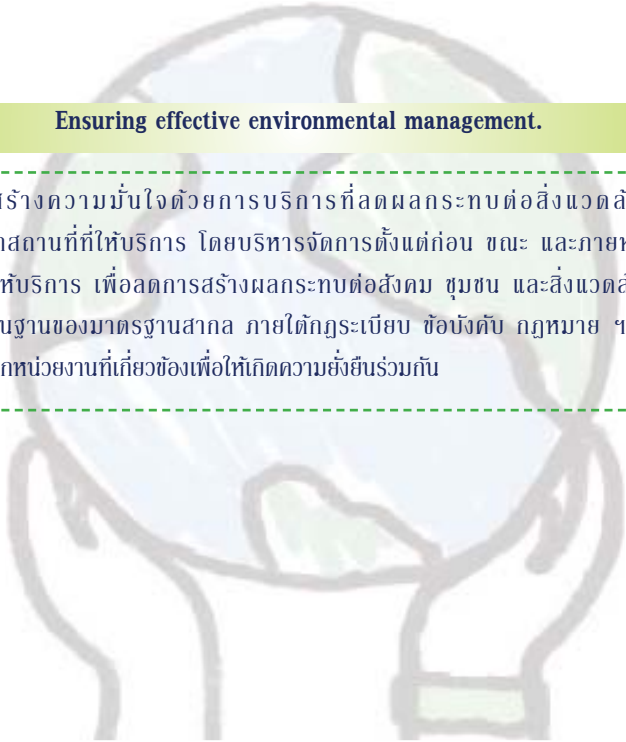 Ensuring effective environmental management.
สร้างความมั่นใจด้วยการบริการที่ลดผลกระทบต่อสิ่งแวดล้
สถานที่ที่ให้บริการ โดยบริหารจัดการตั้งแต่ก่อน ขณะ และภายห
ห้บริการ เพื่อลดการสร้างผลกระทบต่อสังคม ชุมชน และสิ่งแวดล้
นฐานของมาตรฐานสากล ภายใต้กฎระเบียบ ข้อบังคับ กฎหมาย ฯ
กหน่วยงานที่เกี่ยวข้องเพื่อให้เกิดความยั่งยืนร่วมกัน